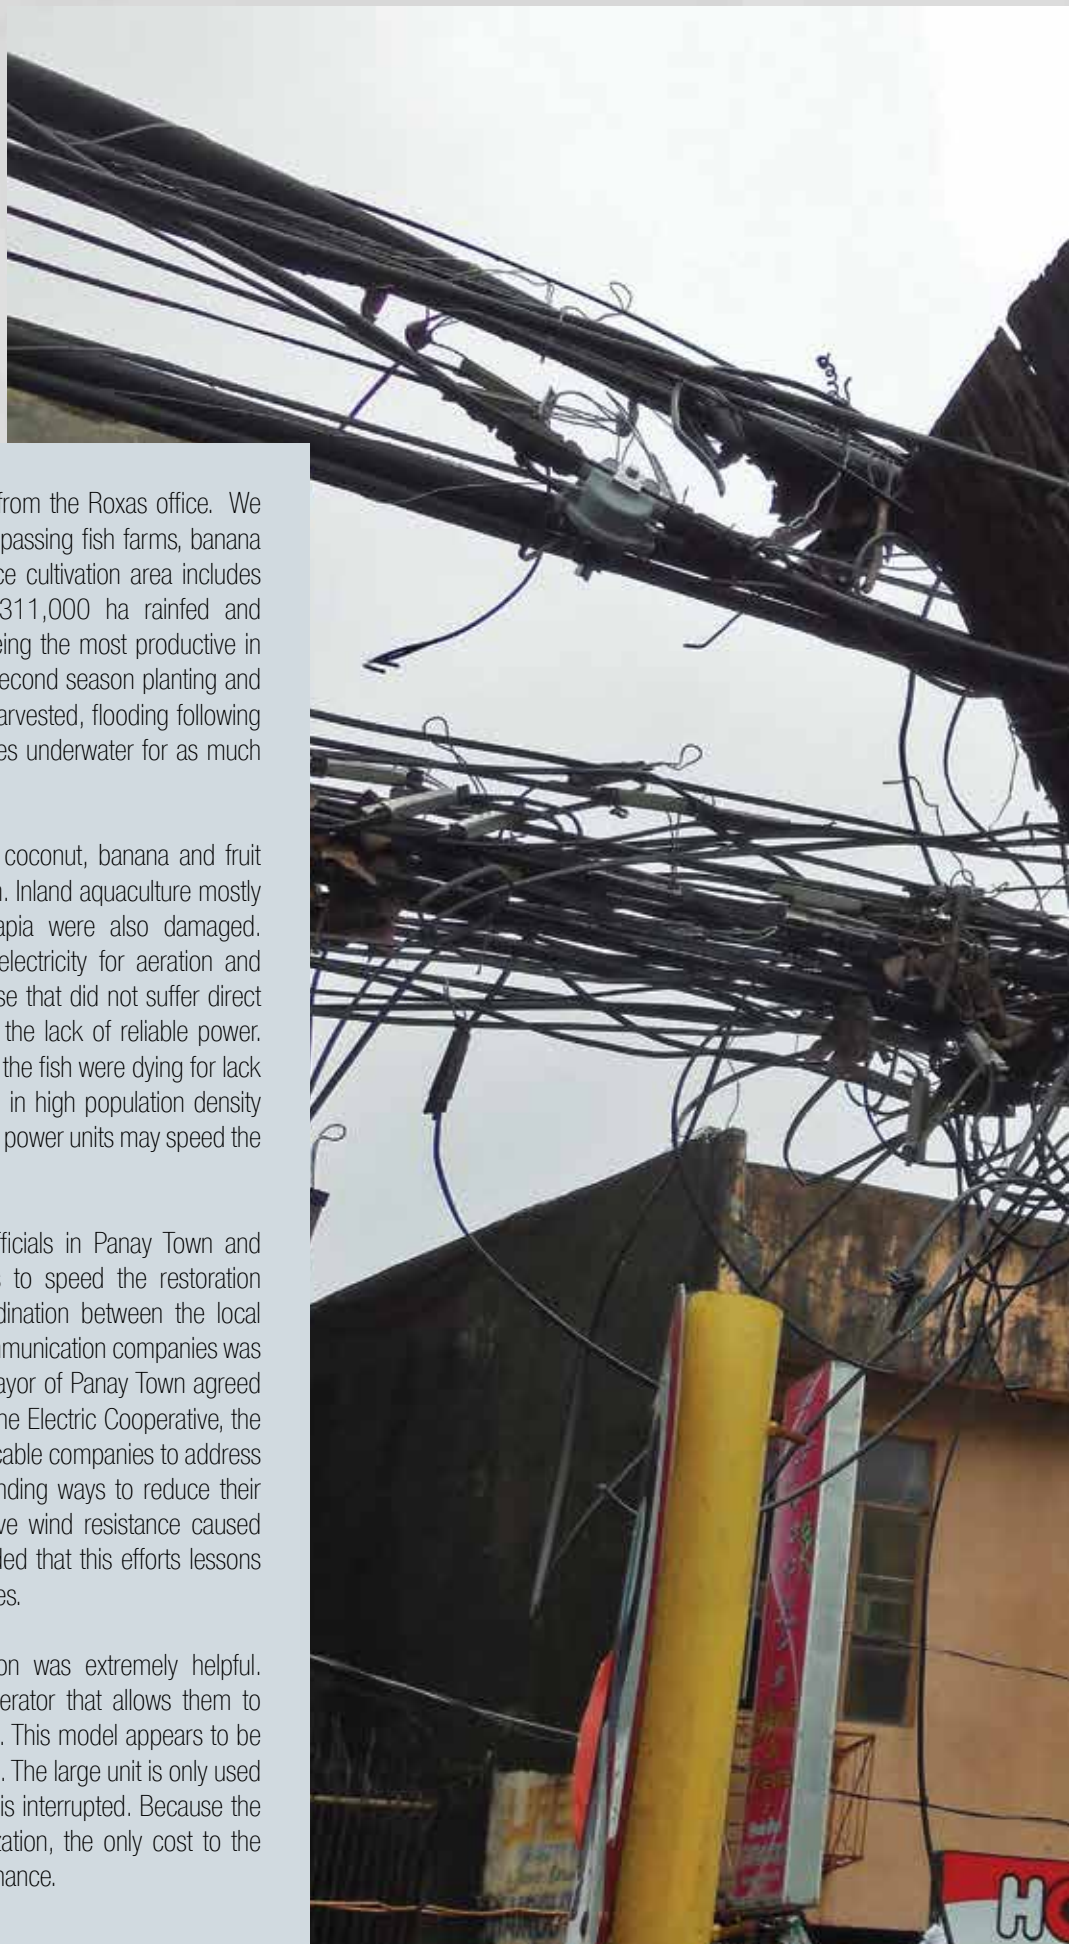 from the Roxas office. We
passing fish farms, banana
ce cultivation area includes
311,000 ha rainfed and
eing the most productive in
second season planting and
arvested, flooding following
es underwater for as much
coconut, banana and fruit
n. Inland aquaculture mostly
apia were also damaged.
electricity for aeration and
se that did not suffer direct
the lack of reliable power.
the fish were dying for lack
in high population density
power units may speed the
fficials in Panay Town and
s to speed the restoration
dination between the local
mmunication companies was
ayor of Panay Town agreed
he Electric Cooperative, the
cable companies to address
nding ways to reduce their
ve wind resistance caused
ded that this efforts lessons
es.
on was extremely helpful.
erator that allows them to
. This model appears to be
. The large unit is only used
is interrupted. Because the
zation, the only cost to the
nance.
HO